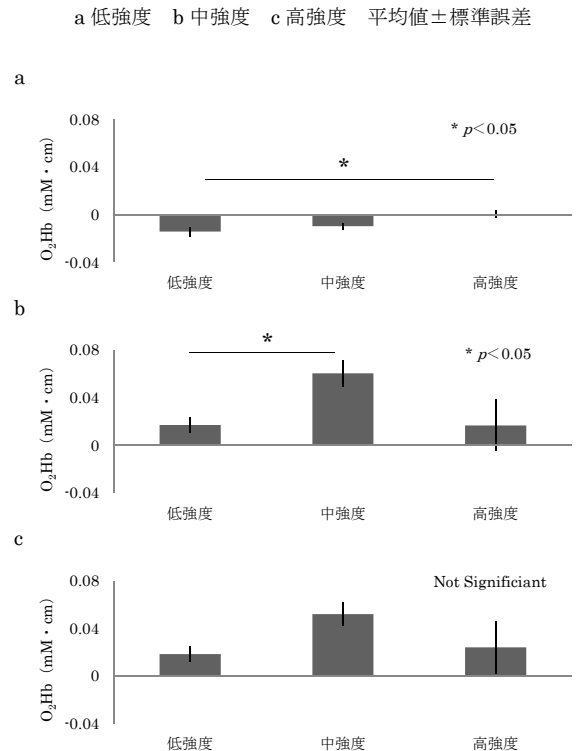 a 低強度 b 中強度 c 高強度 平均値±標準誤差
a
O₂Hb (mM・cm)
0.08
* p<0.05
0.04
*
0
-0.04
低強度 中強度 高強度
b
O₂Hb (mM・cm)
*
0.08
* p<0.05
0.04
0
-0.04
低強度 中強度 高強度
c
O₂Hb (mM・cm)
0.08
Not Significiant
0.04
0
-0.04
低強度 中強度 高強度